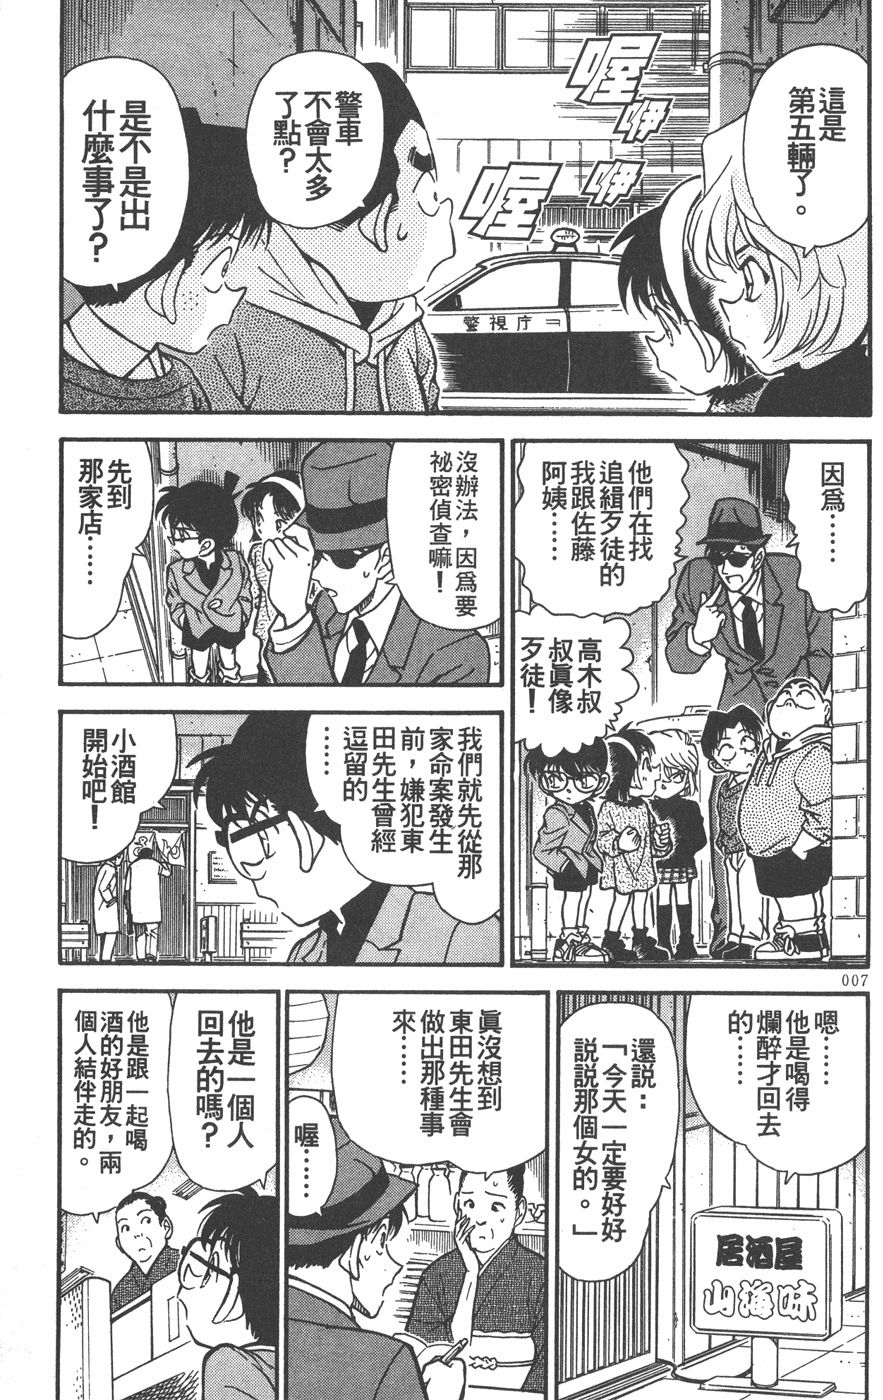 這是
第五輛
了。
喔
咿
喔
咿
警車
不會太多
了點？
是不是出
什麼事了？
警視庁
因為……
他們在找
追緝歹徒的
我跟佐藤
阿姨……
高木叔
叔真像
歹徒！
沒辦法，因為要
祕密偵查嘛！
先到
那家店……
我們就先從那
家命案發生
前，嫌犯東
田先生曾經
逗留的
……
小酒館
開始吧！
007
嗯……
他是喝得
爛醉才回去
的……
還說：
「今天一定要好好
說說那個女的。」
居酒屋
山海味
真沒想到
東田先生會
做出那種事
來……
喔……
他是一個人
回去的嗎？
他是跟一起喝
酒的好朋友，兩
個人結伴走的。